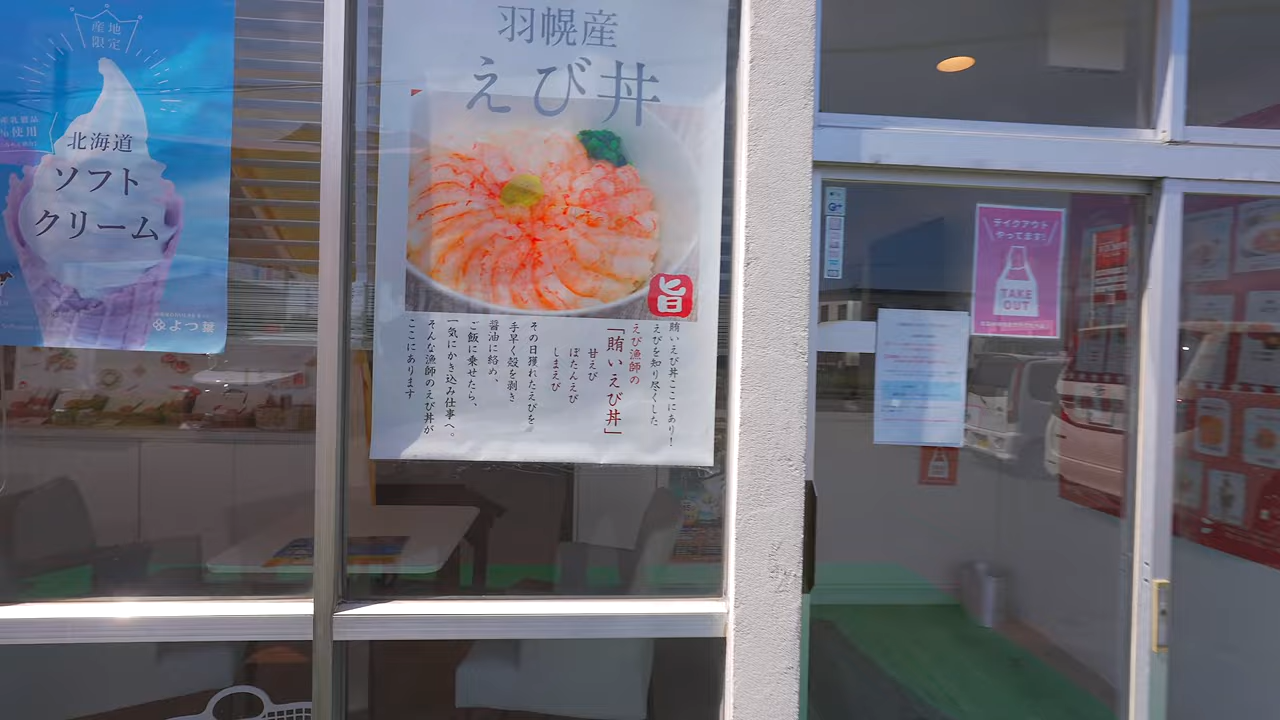 産地
限定
北海道
ソフト
クリーム
よつ葉
羽幌産
えび丼
旨
賄いえび丼ここにあり!
えびを知り尽くした
えび漁師の
「賄いえび丼」
甘えび
ぼたんえび
しまえび
その日獲れたえびを
手早く殻を剥き
醤油に絡め、
ご飯に乗せたら、
一気にかき込み仕事へ。
そんな漁師のえび丼が
ここにあります
テイクアウト
やってます!
TAKE
OUT